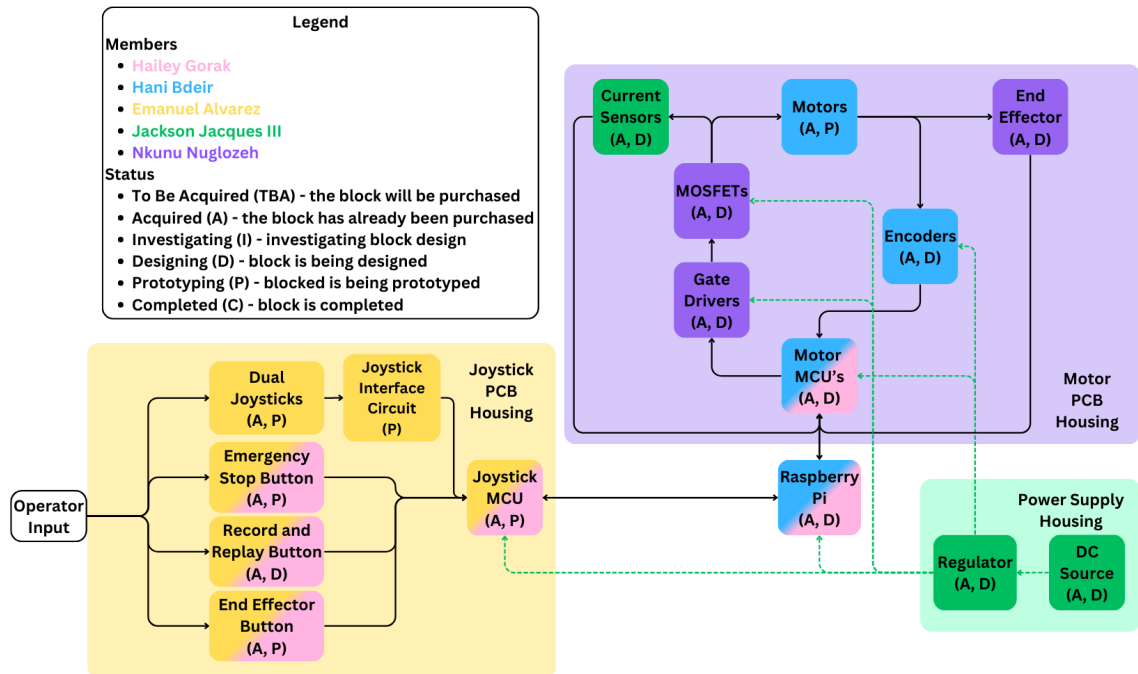 Legend
Members
Hailey Gorak
Hani Bdeir
Emanuel Alvarez
Jackson Jacques III
Nkunu Nuglozeh
Status
To Be Acquired (TBA) - the block will be purchased
Acquired (A) - the block has already been purchased
Investigating (I) - investigating block design
Designing (D) - block is being designed
Prototyping (P) - blocked is being prototyped
Completed (C) - block is completed
Current
Sensors
(A, D)
Motors
(A, P)
End
Effector
(A, D)
MOSFETs
(A, D)
Encoders
(A, D)
Gate
Drivers
(A, D)
Motor
MCU's
(A, D)
Motor
PCB
Housing
Dual
Joysticks
(A, P)
Joystick
Interface
Circuit
(P)
Joystick
PCB
Housing
Emergency
Stop Button
(A, P)
Operator
Input
Record and
Replay Button
(A, D)
End Effector
Button
(A, P)
Joystick
MCU
(A, P)
Raspberry
Pi
(A, D)
Power Supply
Housing
Regulator
(A, D)
DC
Source
(A, D)